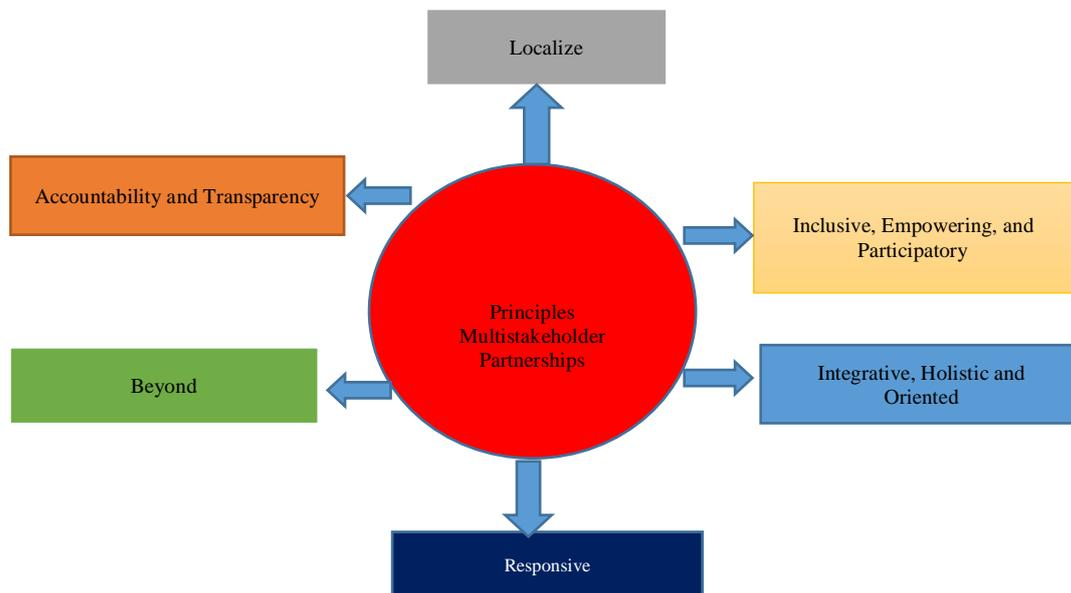 Localize
Accountability and Transparency
Inclusive, Empowering, and
Participatory
Principles
Multistakeholder
Partnerships
Beyond
Integrative, Holistic and
Oriented
Responsive